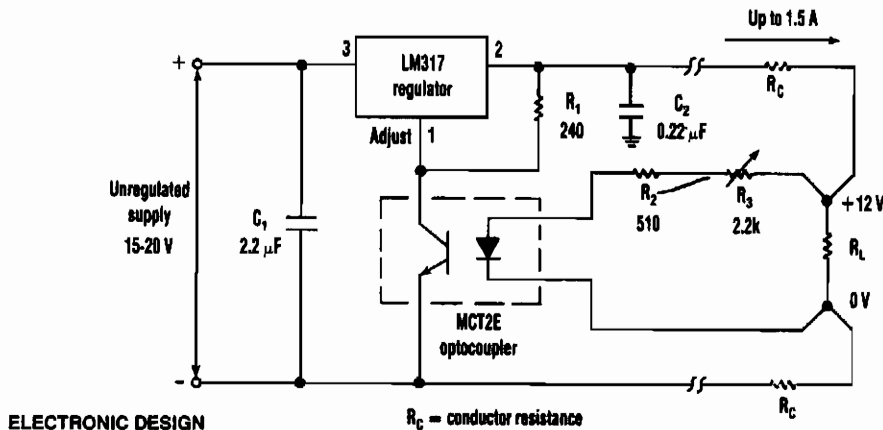 Up to 1.5 A
+
3
LM317
regulator
2
R1
240
C2
0.22 µF
RC
Adjust
1
Unregulated
supply
15-20 V
C1
2.2 µF
R2
510
R3
2.2k
+12 V
RL
0 V
MCT2E
optocoupler
-
RC
ELECTRONIC DESIGN
RC = conductor resistance